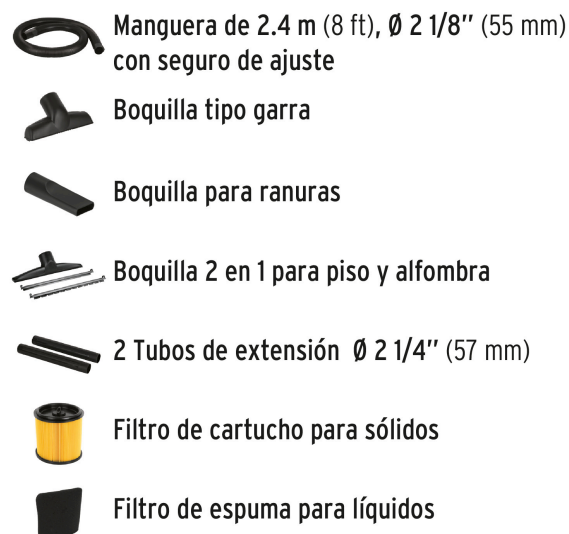 Manguera de 2.4 m (8 ft), Ø 2 1/8" (55 mm)
con seguro de ajuste
Boquilla tipo garra
Boquilla para ranuras
Boquilla 2 en 1 para piso y alfombra
2 Tubos de extensión Ø 2 1/4" (57 mm)
Filtro de cartucho para sólidos
Filtro de espuma para líquidos